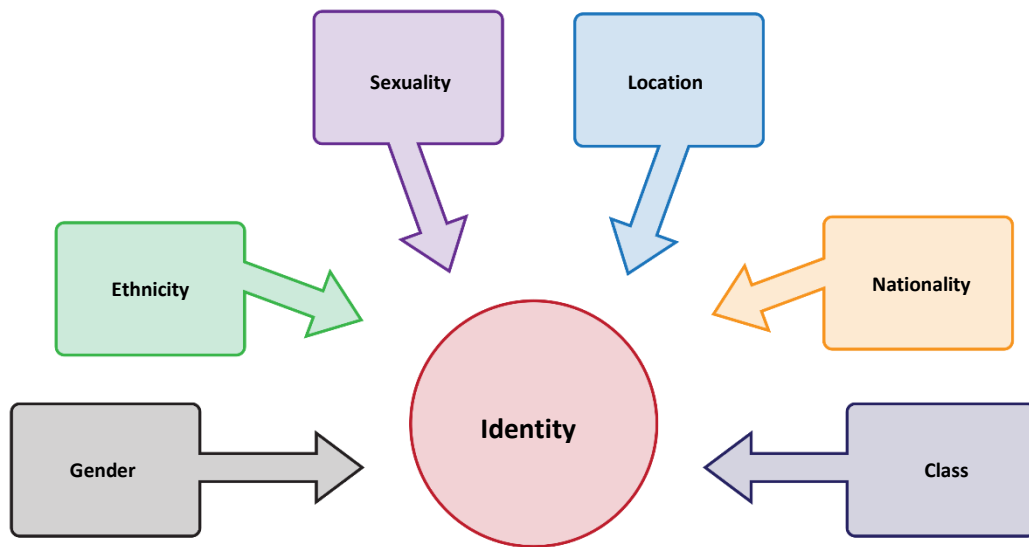 Sexuality
Location
Ethnicity
Nationality
Identity
Gender
Class